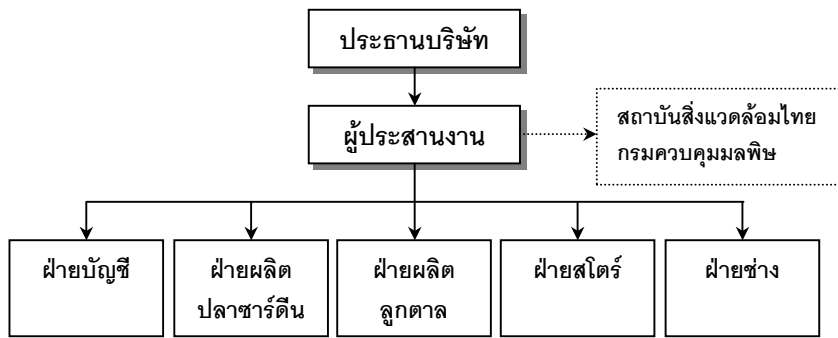 ประธานบริษัท
ผู้ประสานงาน
สถาบันสิ่งแวดล้อมไทย
กรมควบคุมมลพิษ
ฝ่ายบัญชี
ฝ่ายผลิต
ปลาซาร์ดีน
ฝ่ายผลิต
ลูกตาล
ฝ่ายสโตร์
ฝ่ายช่าง